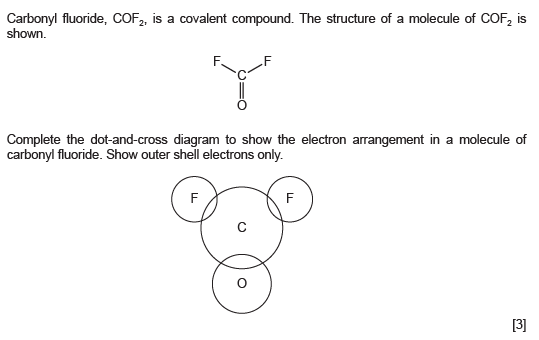 Carbonyl fluoride, COF₂, is a covalent compound. The structure of a molecule of COF₂ is
shown.
F F
C
O
Complete the dot-and-cross diagram to show the electron arrangement in a molecule of
carbonyl fluoride. Show outer shell electrons only.
F F
C
O
[3]